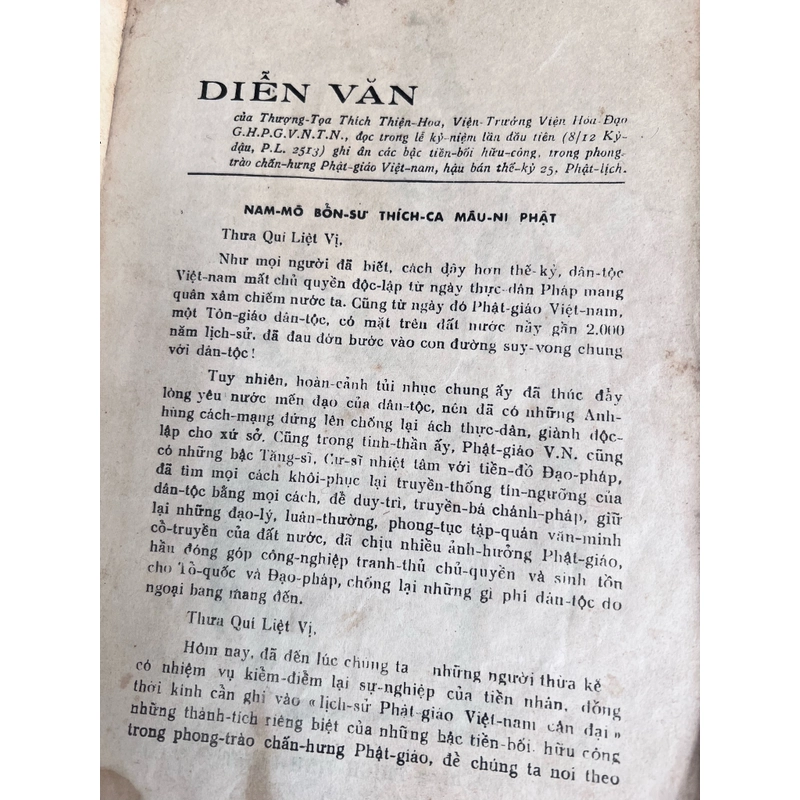 DIỄN VĂN
của Thượng-Tọa Thích Thiện-Hoa, Viện-Trưởng Viện Hóa-Đạo
G.H.P.G.V.N.T.N., đọc trong lễ kỷ-niệm lần đầu tiên (8/12 Kỷ-
dậu, P.L. 2513) ghi ân các bậc tiền-bối hữu-công, trong phong-
trào chấn-hưng Phật-giáo Việt-nam, hậu bán thế-kỷ 25, Phật-lịch.
NAM-MÔ BỔN-SƯ THÍCH-CA MÂU-NI PHẬT
Thưa Quí Liệt Vị,
Như mọi người đã biết, cách đây hơn thế-kỷ, dân-tộc
Việt-nam mất chủ quyền độc-lập từ ngày thực-dân Pháp mang
quân xâm chiếm nước ta. Cũng từ ngày đó Phật-giáo Việt-nam,
một Tôn-giáo dân-tộc, có mặt trên đất nước nầy gần 2.000
năm lịch-sử, đã đau đớn bước vào con đường suy-vong chung
với dân-tộc !
Tuy nhiên, hoàn-cảnh tủi nhục chung ấy đã thúc đẩy
lòng yêu nước mến đạo của dân-tộc, nên đã có những Anh-
hùng cách-mạng đứng lên chống lại ách thực-dân, giành độc-
lập cho xứ sở. Cũng trong tinh-thần ấy, Phật-giáo V.N. cũng
có những bậc Tăng-sĩ, Cư-sĩ nhiệt tâm với tiền-đồ Đạo-pháp,
đã tìm mọi cách khôi-phục lại truyền-thống tín-ngưỡng của
dân-tộc bằng mọi cách, để duy-trì, truyền-bá chánh-pháp, giữ
lại những đạo-lý, luân-thường, phong-tục tập-quán văn-minh
cổ-truyền của đất nước, đã chịu nhiều ảnh-hưởng Phật-giáo,
hầu đóng góp công-nghiệp tranh-thủ chủ-quyền và sinh tồn
cho Tổ-quốc và Đạo-pháp, chống lại những gì phi dân-tộc do
ngoại bang mang đến.
Thưa Quí Liệt Vị,
Hôm nay, đã đến lúc chúng ta những người thừa kế
có nhiệm vụ kiểm-điểm lại sự-nghiệp của tiền nhân, đồng
thời kính cẩn ghi vào « lịch-sử Phật-giáo Việt-nam cận đại »
những thành-tích riêng biệt của những bậc tiền-bối hữu công
trong phong-trào chấn-hưng Phật-giáo, để chúng ta noi theo